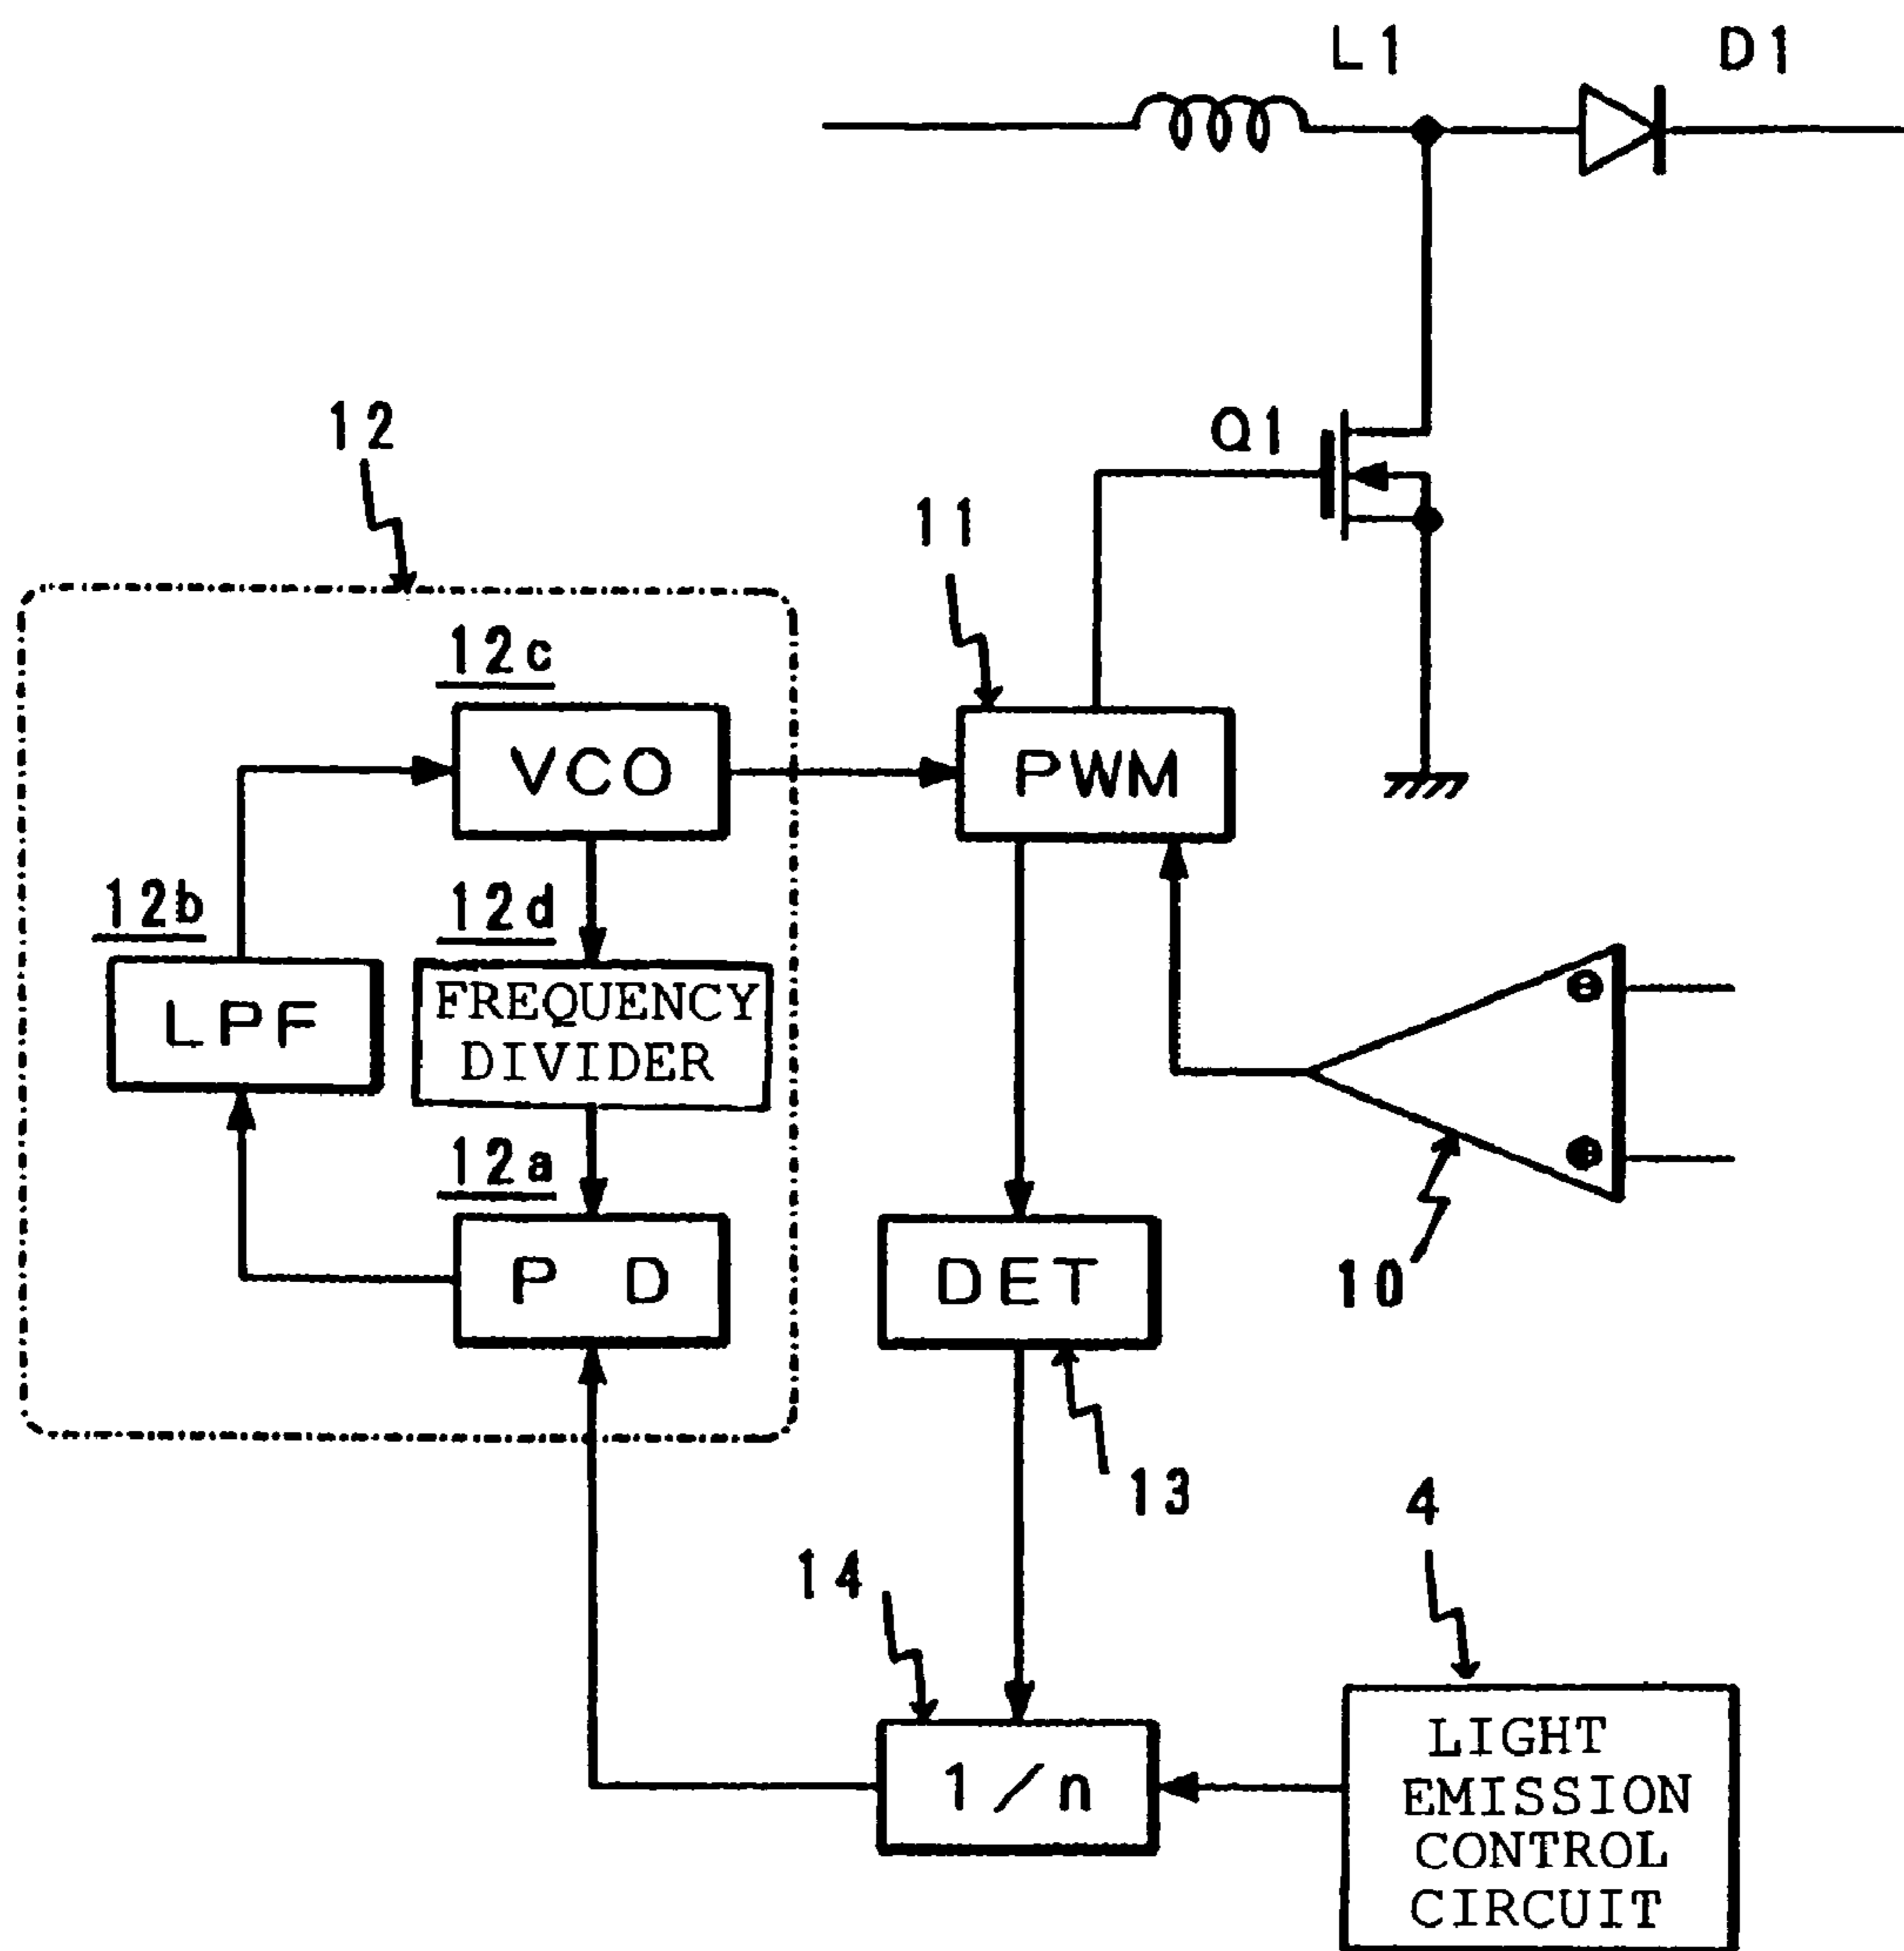 L1
D1
12
Q1
11
12c
VCO
PWM
12b
12d
LPF
FREQUENCY
DIVIDER
12a
P D
DET
10
13
4
14
1/n
LIGHT
EMISSION
CONTROL
CIRCUIT